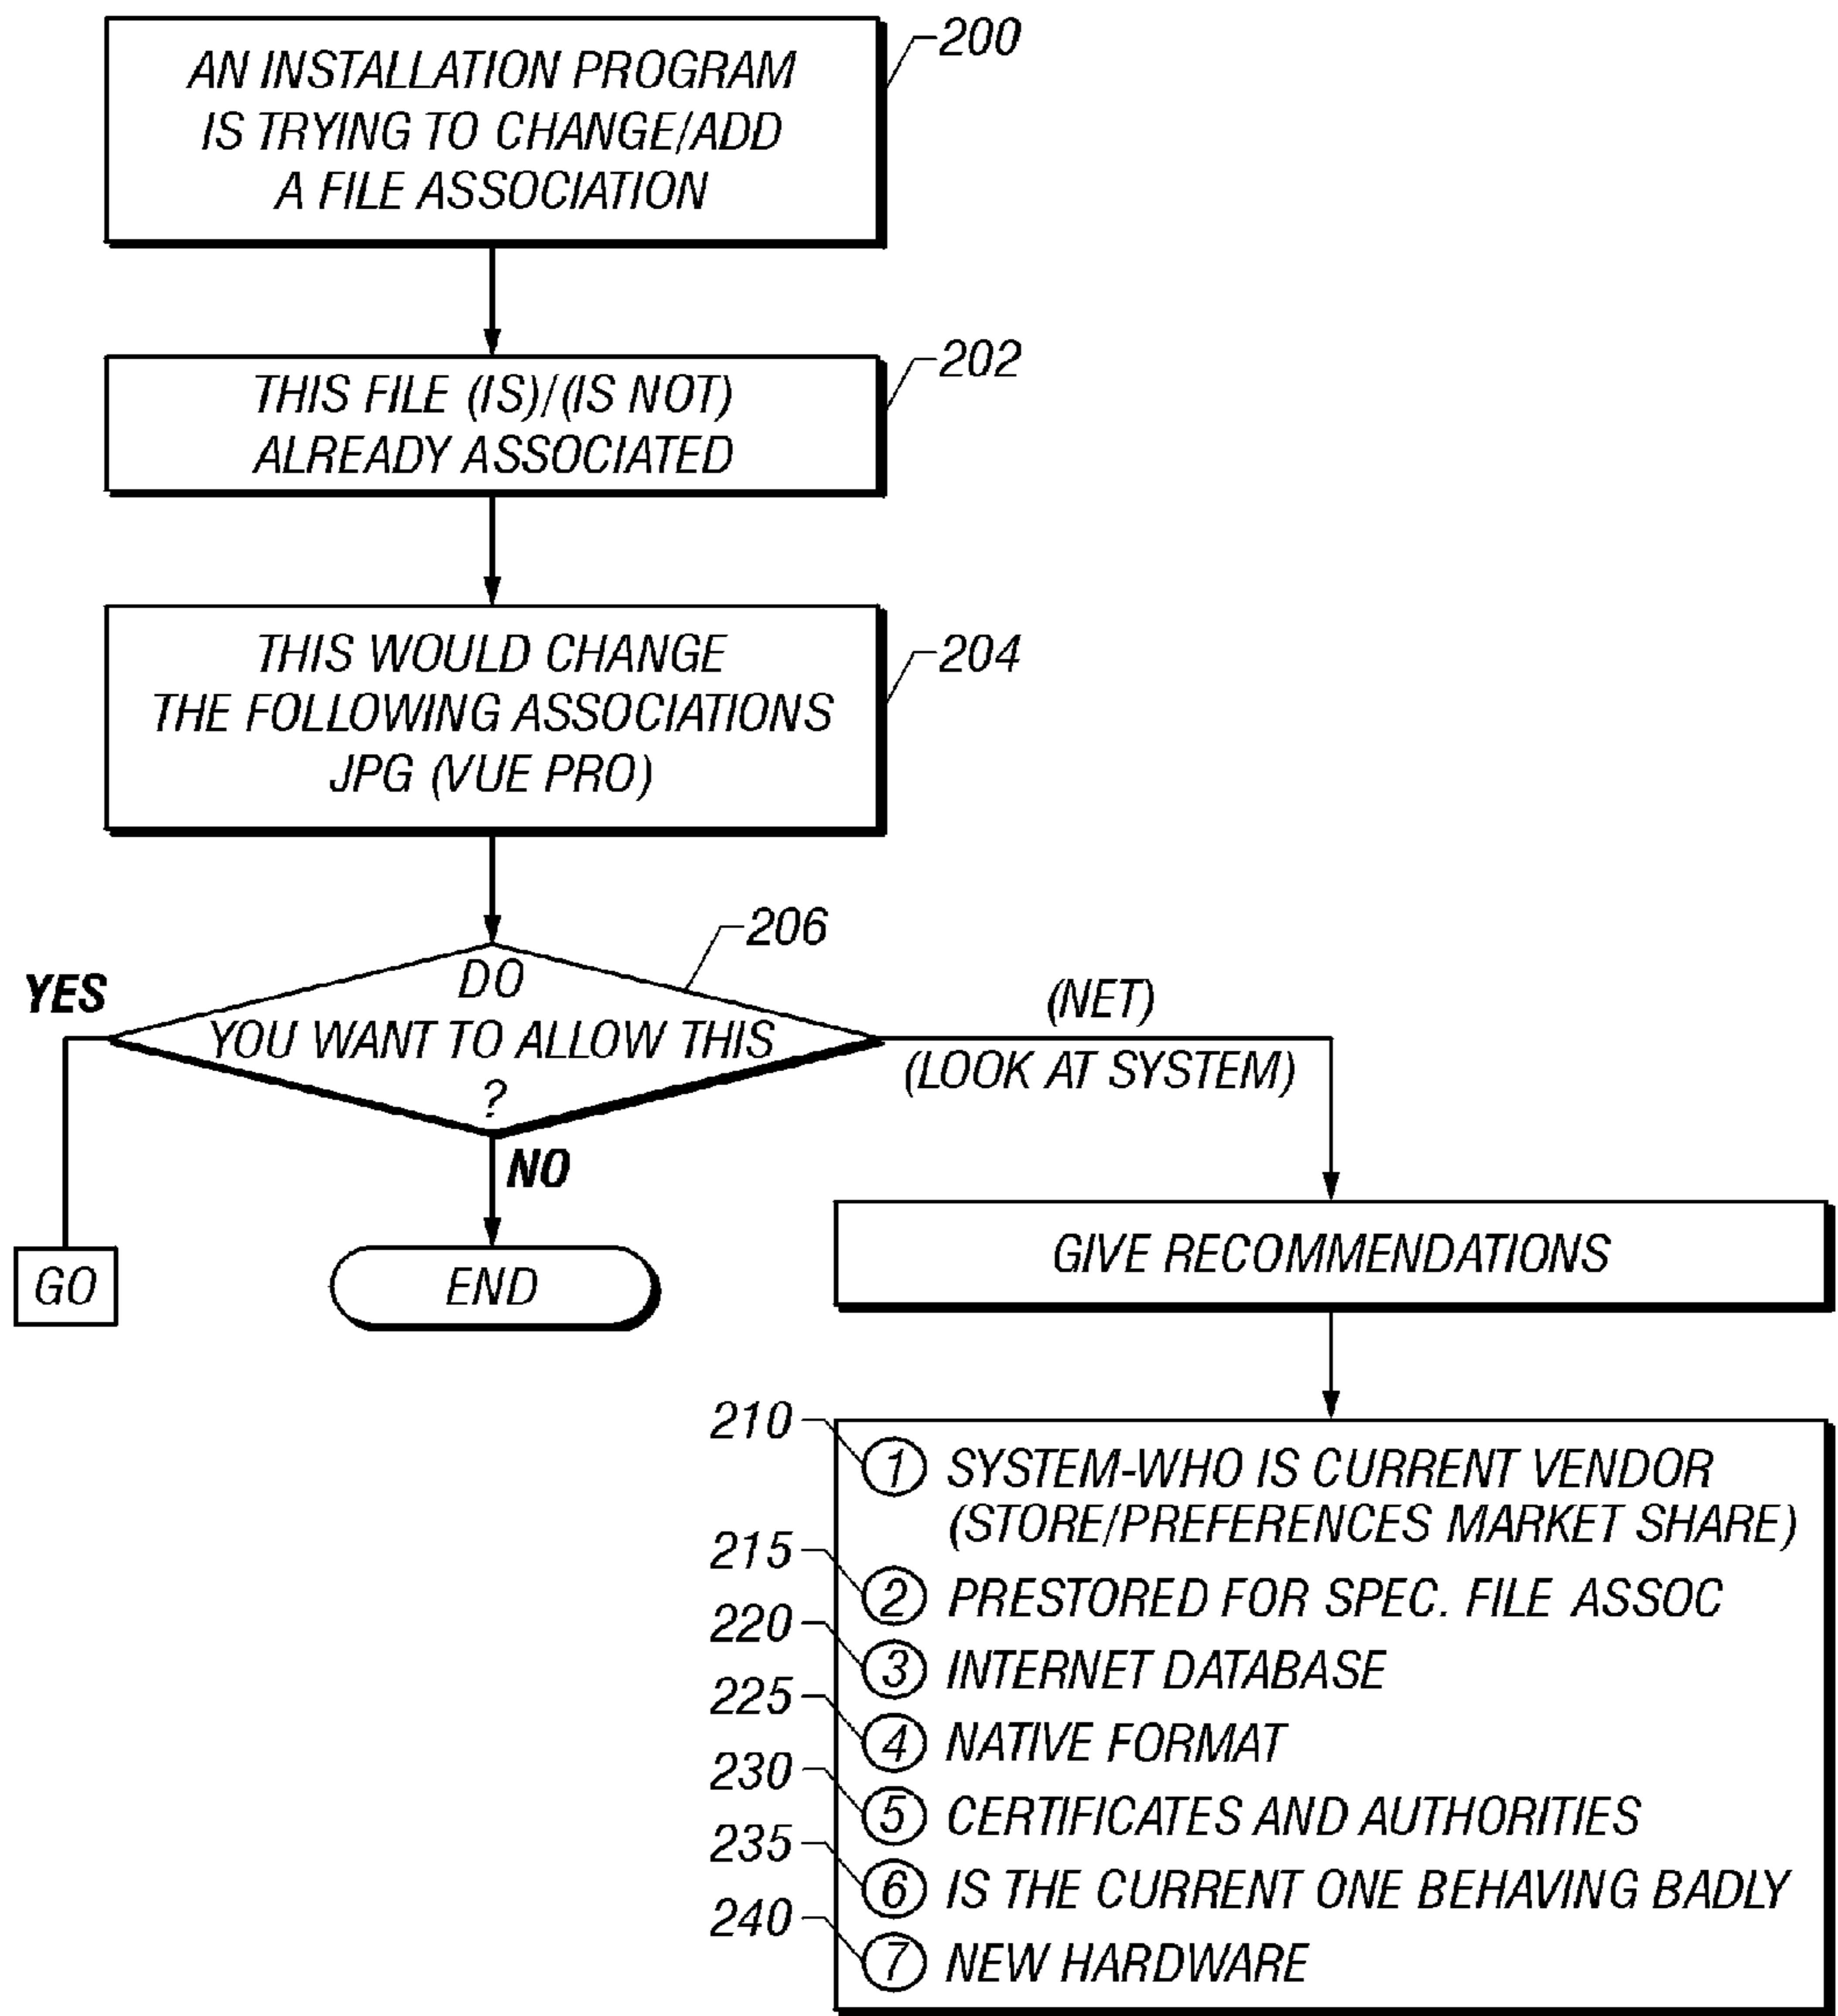 AN INSTALLATION PROGRAM
IS TRYING TO CHANGE/ADD
A FILE ASSOCIATION
200
THIS FILE (IS)/(IS NOT)
ALREADY ASSOCIATED
202
THIS WOULD CHANGE
THE FOLLOWING ASSOCIATIONS
JPG (VUE PRO)
204
206
DO
YOU WANT TO ALLOW THIS
?
YES
(NET)
(LOOK AT SYSTEM)
NO
GO
END
GIVE RECOMMENDATIONS
210
1 SYSTEM-WHO IS CURRENT VENDOR
(STORE/PREFERENCES MARKET SHARE)
215
2 PRESTORED FOR SPEC. FILE ASSOC
220
3 INTERNET DATABASE
225
4 NATIVE FORMAT
230
5 CERTIFICATES AND AUTHORITIES
235
6 IS THE CURRENT ONE BEHAVING BADLY
240
7 NEW HARDWARE